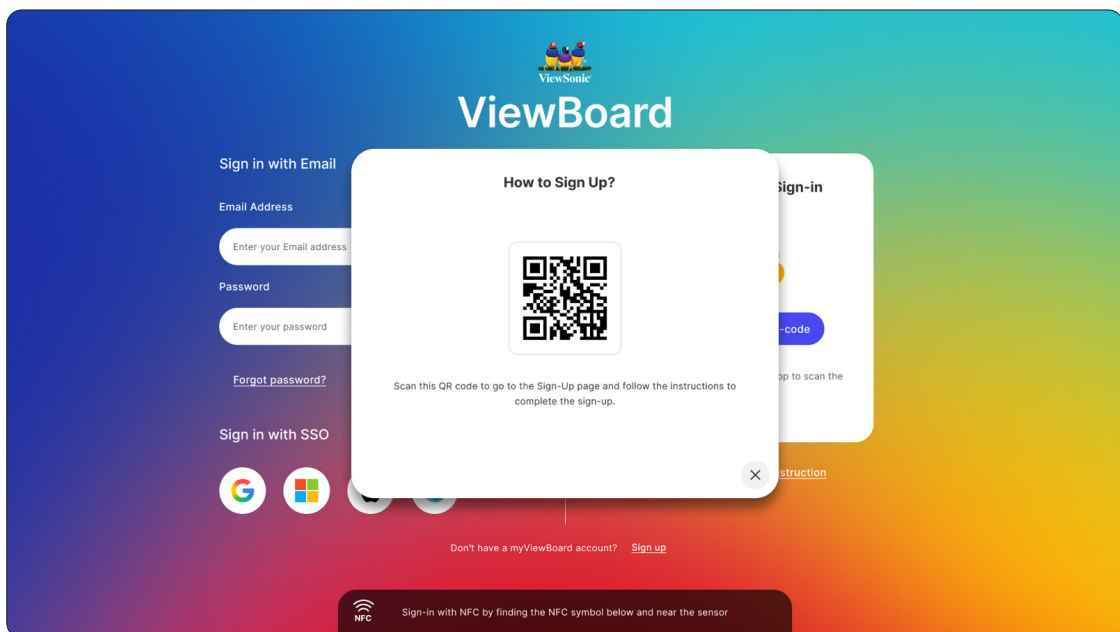 ViewSonic
ViewBoard
Sign in with Email
Email Address
Enter your Email address
Password
Enter your password
Forgot password?
Sign in with SSO
How to Sign Up?
Scan this QR code to go to the Sign-Up page and follow the instructions to
complete the sign-up.
Sign-in
-code
op to scan the
struction
Don't have a myViewBoard account? Sign up
NFC
Sign-in with NFC by finding the NFC symbol below and near the sensor